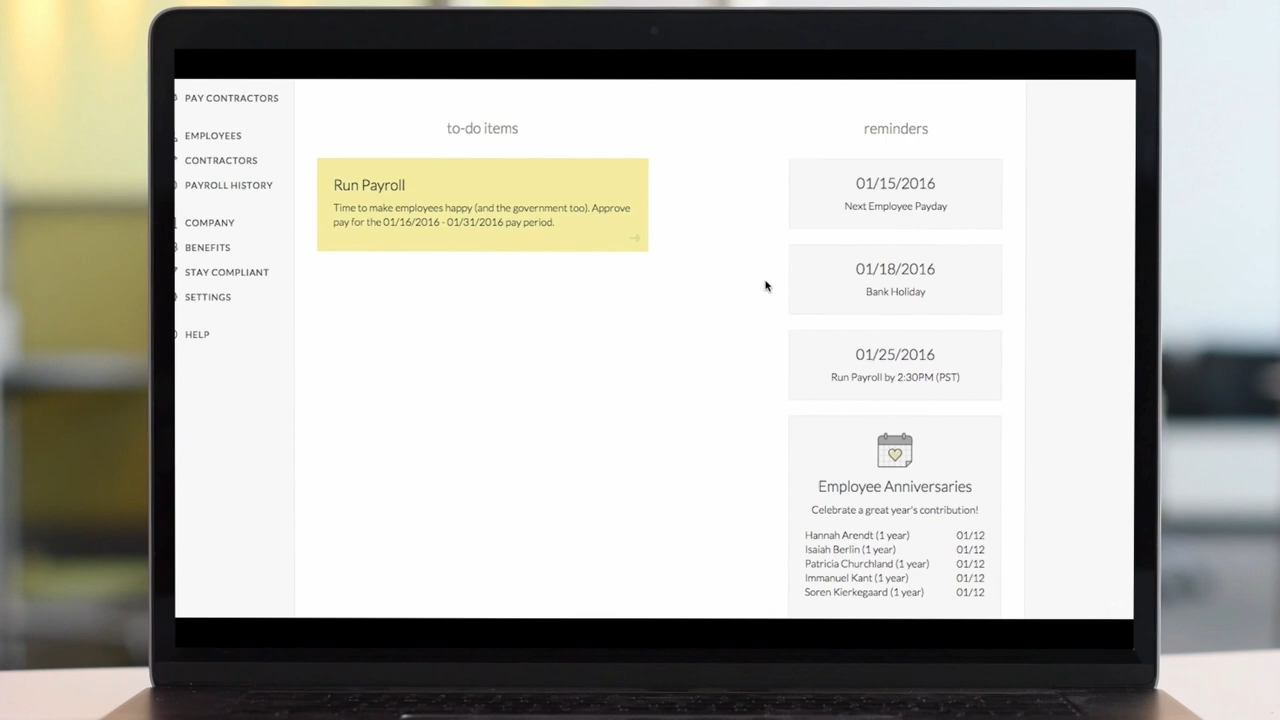 PAY CONTRACTORS
EMPLOYEES
CONTRACTORS
PAYROLL HISTORY
COMPANY
BENEFITS
STAY COMPLIANT
SETTINGS
HELP
to-do items
Run Payroll
Time to make employees happy (and the government too). Approve
pay for the 01/16/2016 - 01/31/2016 pay period.
reminders
01/15/2016
Next Employee Payday
01/18/2016
Bank Holiday
01/25/2016
Run Payroll by 2:30PM (PST)
Employee Anniversaries
Celebrate a great year's contribution!
Hannah Arendt (1 year) 01/12
Isaiah Berlin (1 year) 01/12
Patricia Churchland (1 year) 01/12
Immanuel Kant (1 year) 01/12
Soren Kierkegaard (1 year) 01/12